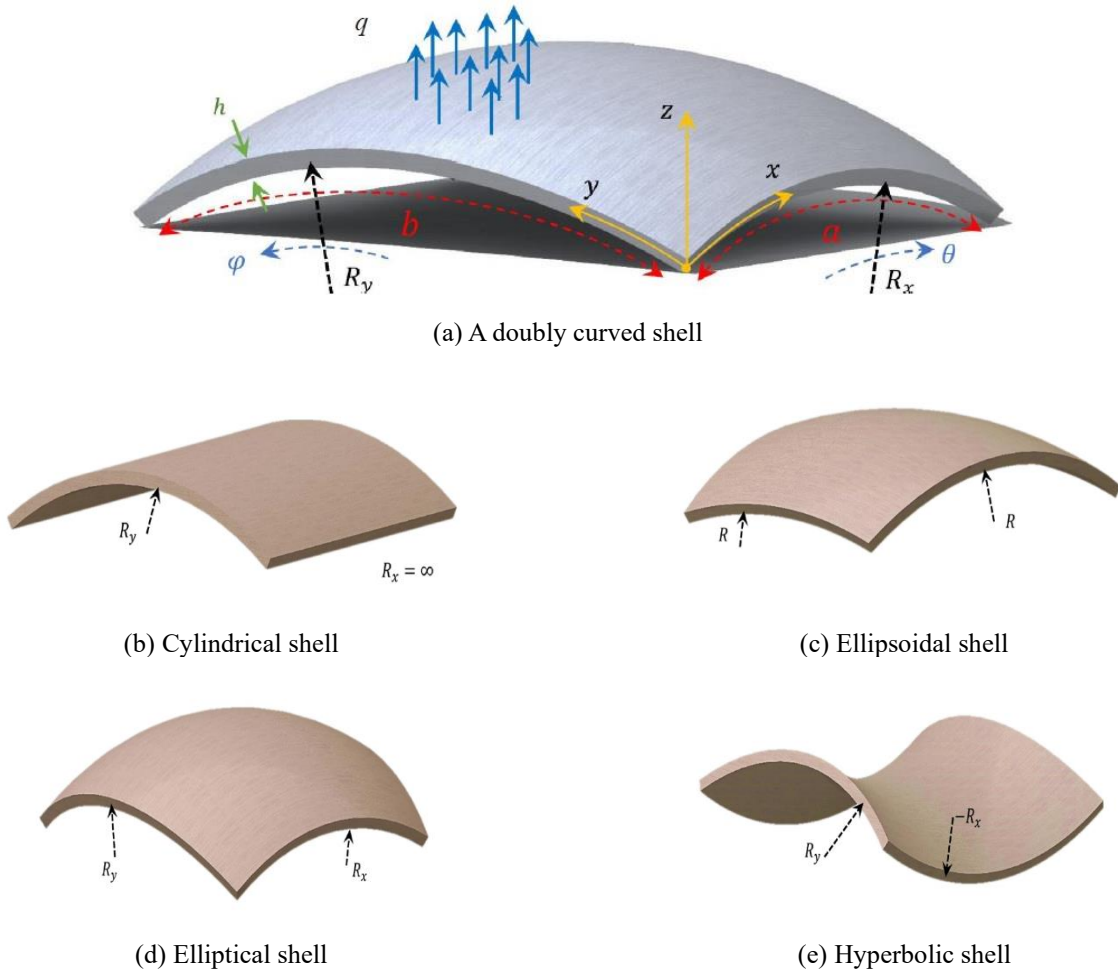 q
h
z
x
y
b
a
φ
θ
R_y
R_x
(a) A doubly curved shell
R_y
R_x = ∞
R
R
(b) Cylindrical shell
(c) Ellipsoidal shell
R_y
R_x
−R_x
R_y
(d) Elliptical shell
(e) Hyperbolic shell